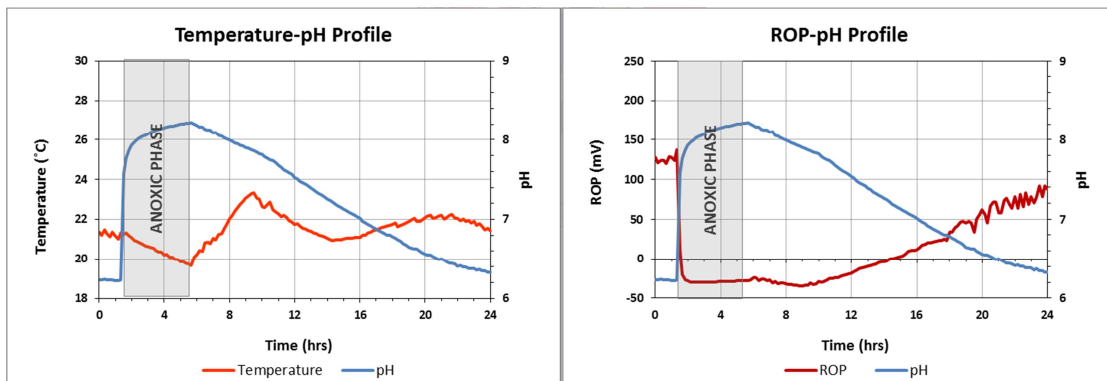 Temperature-pH Profile
30
28
26
24
22
20
18
Temperature (˚C)
9
8
7
6
pH
ANOXIC PHASE
0 4 8 12 16 20 24
Time (hrs)
Temperature pH
ROP-pH Profile
250
200
150
100
50
0
-50
ROP (mV)
9
8
7
6
pH
ANOXIC PHASE
0 4 8 12 16 20 24
Time (hrs)
ROP pH